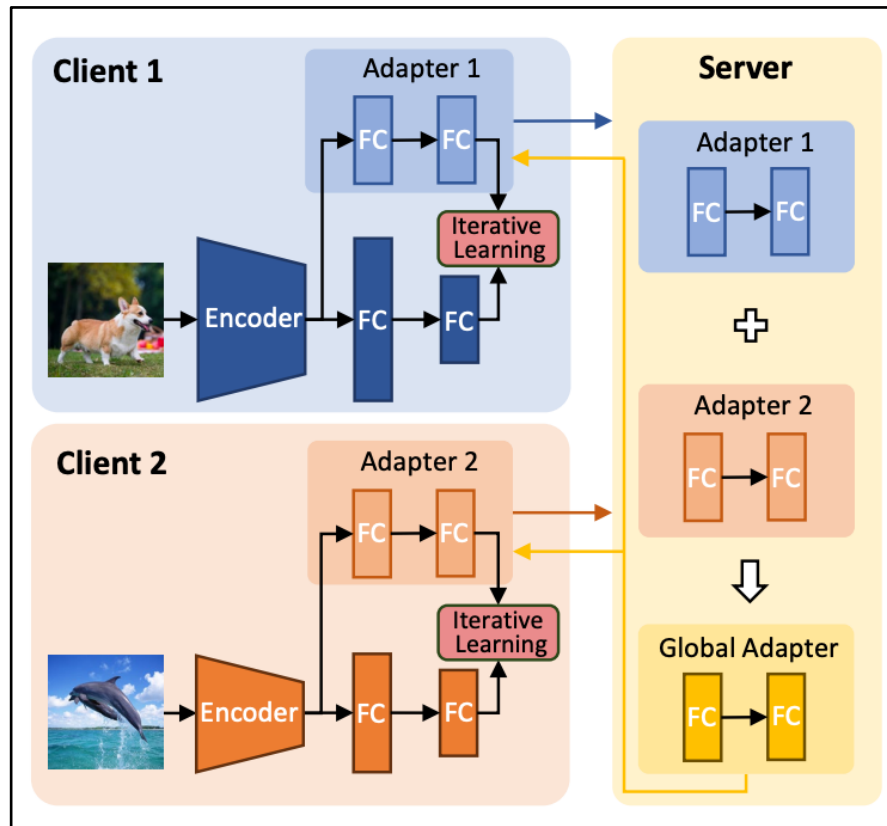 Client 1
Adapter 1
FC
FC
Iterative
Learning
Encoder
FC
FC
Client 2
Adapter 2
FC
FC
Iterative
Learning
Encoder
FC
FC
Server
Adapter 1
FC
FC
Adapter 2
FC
FC
Global Adapter
FC
FC